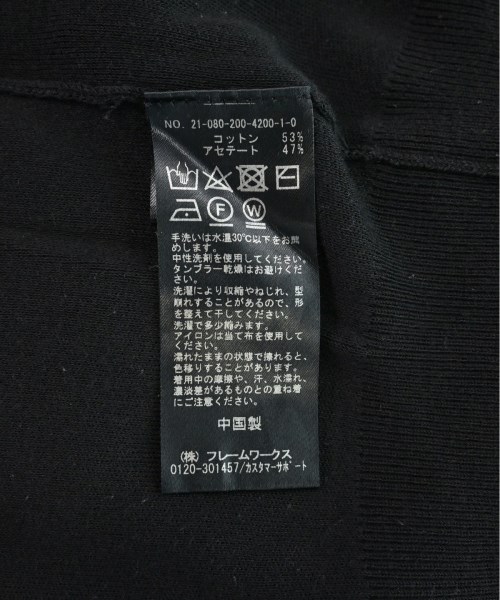 NO. 21-080-200-4200-1-0
コットン 53%
アセテート 47%
F W
手洗いは水温30℃以下をお薦
めします。
中性洗剤を使用してください。
タンブラー乾燥はお避けくださ
い。
洗濯により収縮やねじれ、型
崩れすることがあるので、形
を整えて干してください。
洗濯で多少縮みます。
アイロンは当て布を使用して
ください。
濡れたままの状態で擦れると、
色移りすることがあります。
着用中の摩擦や、汗、水濡れ、
濃淡差があるものとの重ね着
にご注意ください。
中国製
(株) フレームワークス
0120-301457/カスタマーサポート